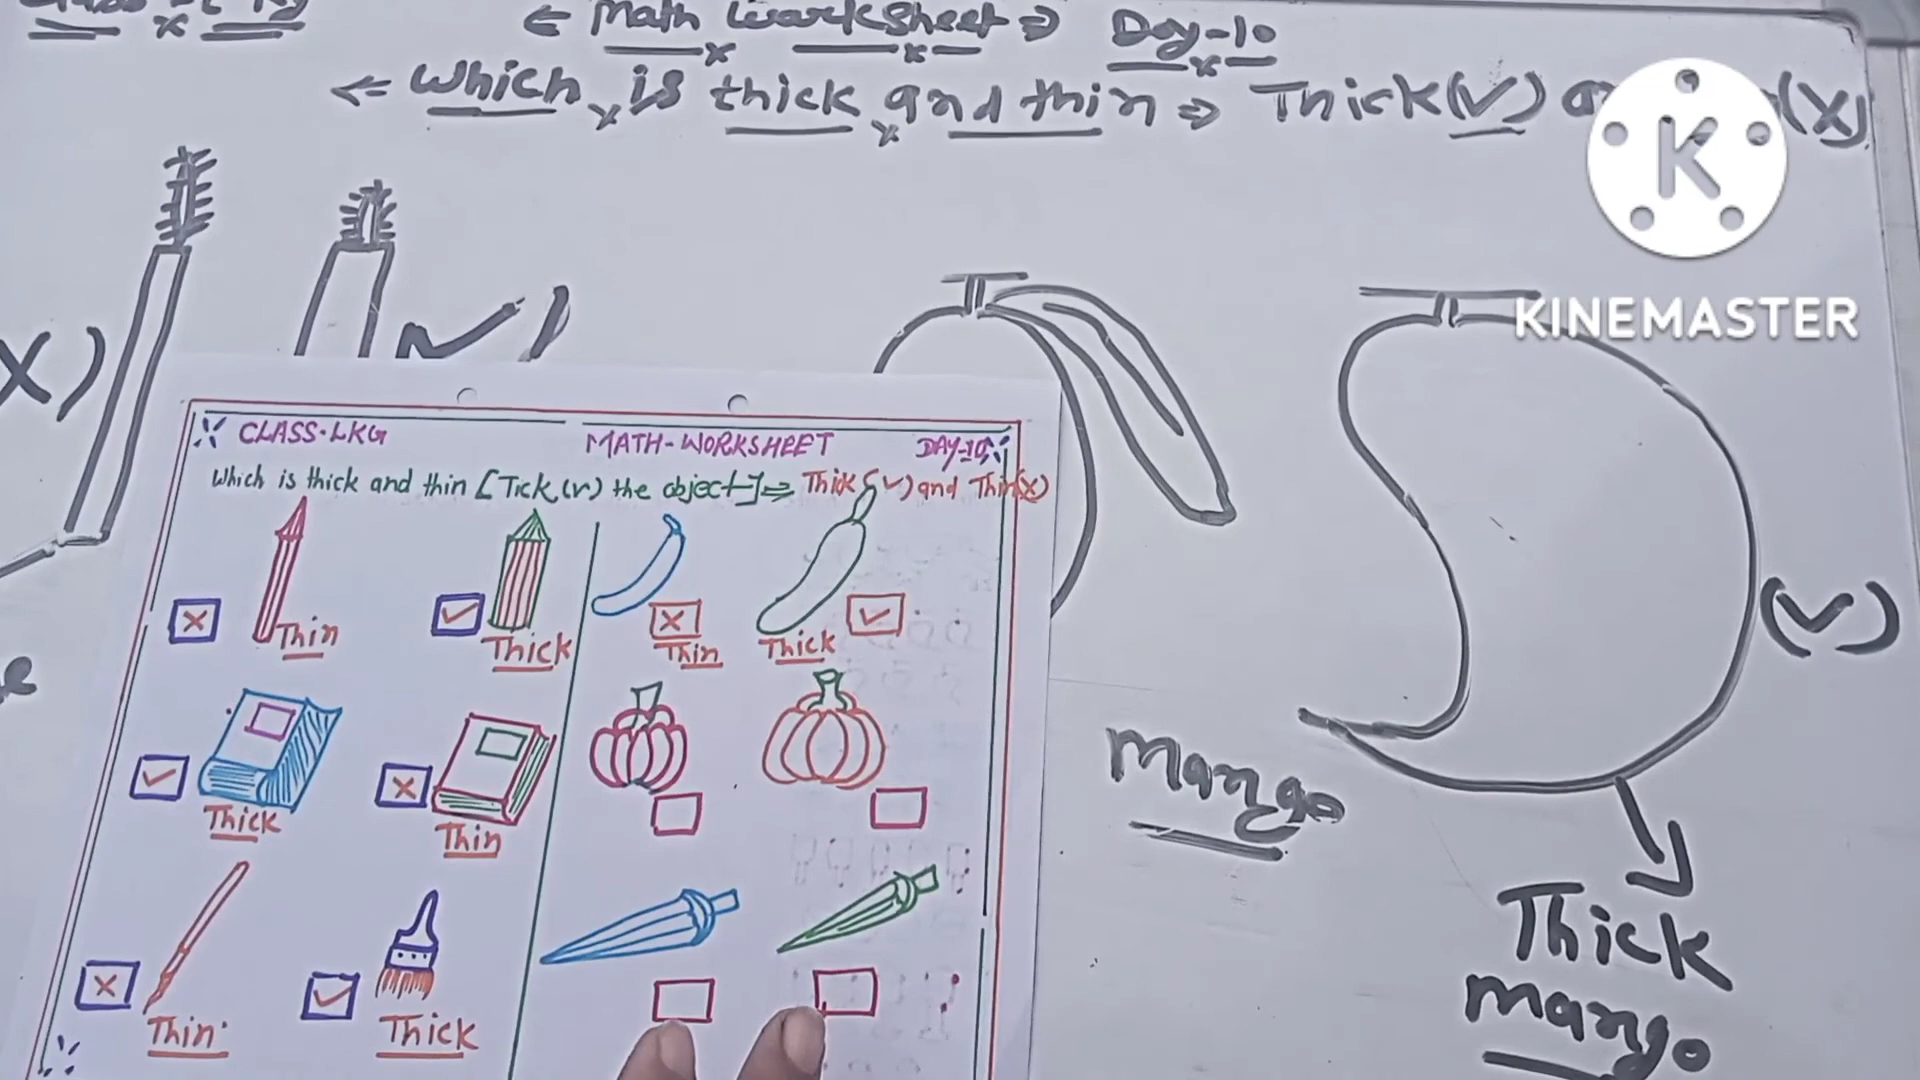 ← Math Worksheet ⇒ Day-10
← Which is thick and thin ⇒ Thick(✓) (X)
KINEMASTER
X)
(✓)
CLASS-LKG MATH-WORKSHEET DAY-10
Which is thick and thin [Tick(✓) the object] ⇒ Thick(✓) and Thin(X)
Thin Thick Thin Thick
Thick Thin
Thin Thick
Mango
Thick
mango